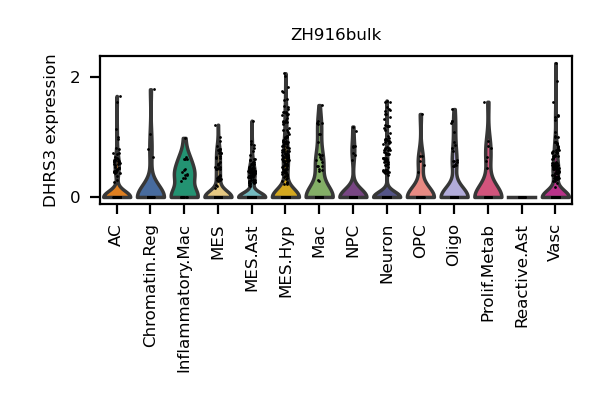 ZH916bulk
DHRS3 expression
2
0
AC
Chromatin.Reg
Inflammatory.Mac
MES
MES.Ast
MES.Hyp
Mac
NPC
Neuron
OPC
Oligo
Prolif.Metab
Reactive.Ast
Vasc